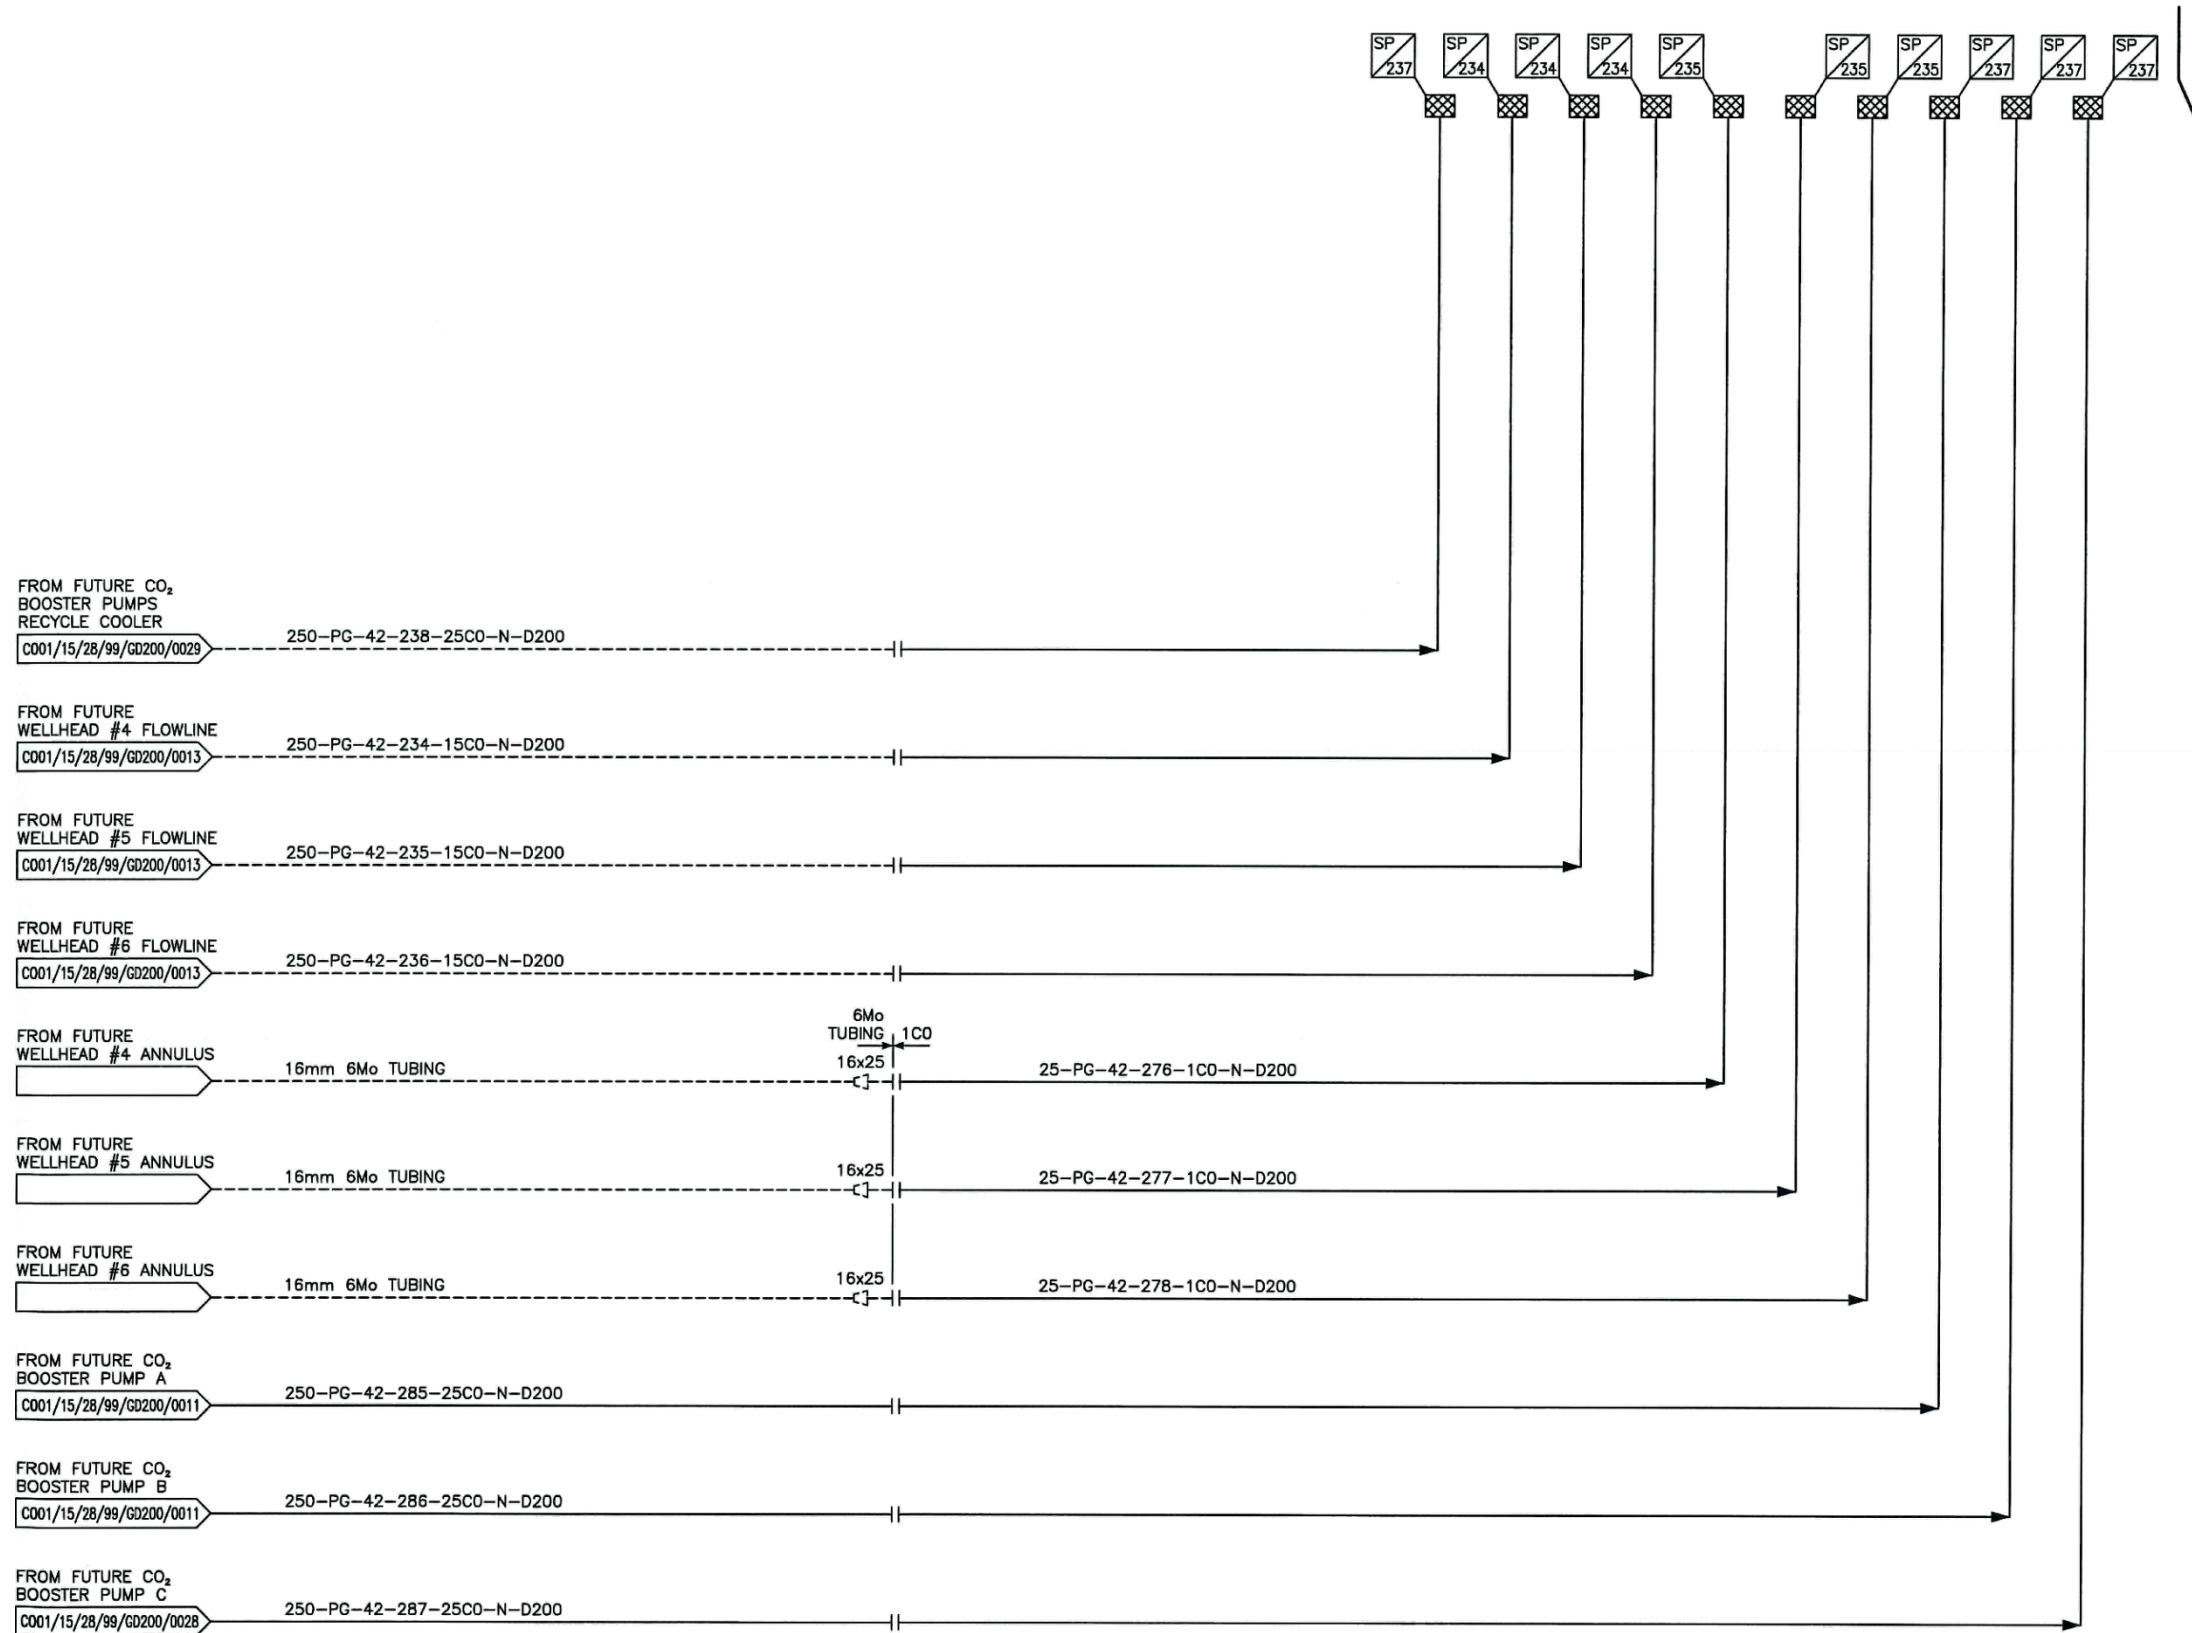 SP 237
SP 234
SP 234
SP 234
SP 235
SP 235
SP 235
SP 237
SP 237
SP 237
FROM FUTURE CO₂
BOOSTER PUMPS
RECYCLE COOLER
C001/15/28/99/GD200/0029
250-PG-42-238-25C0-N-D200
FROM FUTURE
WELLHEAD #4 FLOWLINE
C001/15/28/99/GD200/0013
250-PG-42-234-15C0-N-D200
FROM FUTURE
WELLHEAD #5 FLOWLINE
C001/15/28/99/GD200/0013
250-PG-42-235-15C0-N-D200
FROM FUTURE
WELLHEAD #6 FLOWLINE
C001/15/28/99/GD200/0013
250-PG-42-236-15C0-N-D200
FROM FUTURE
WELLHEAD #4 ANNULUS
16mm 6Mo TUBING
6Mo
TUBING 1C0
16x25
25-PG-42-276-1C0-N-D200
FROM FUTURE
WELLHEAD #5 ANNULUS
16mm 6Mo TUBING
16x25
25-PG-42-277-1C0-N-D200
FROM FUTURE
WELLHEAD #6 ANNULUS
16mm 6Mo TUBING
16x25
25-PG-42-278-1C0-N-D200
FROM FUTURE CO₂
BOOSTER PUMP A
C001/15/28/99/GD200/0011
250-PG-42-285-25C0-N-D200
FROM FUTURE CO₂
BOOSTER PUMP B
C001/15/28/99/GD200/0011
250-PG-42-286-25C0-N-D200
FROM FUTURE CO₂
BOOSTER PUMP C
C001/15/28/99/GD200/0028
250-PG-42-287-25C0-N-D200